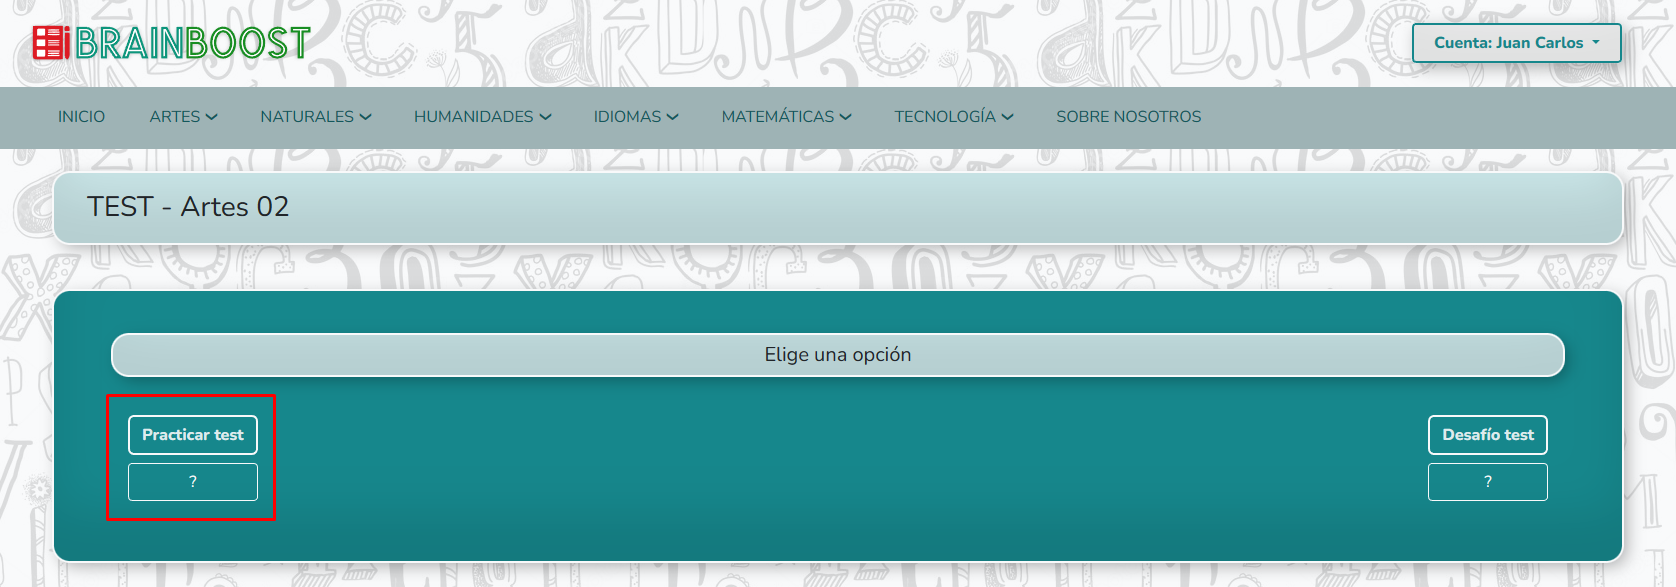 BRAINBOOST
Cuenta: Juan Carlos
INICIO ARTES NATURALES HUMANIDADES IDIOMAS MATEMÁTICAS TECNOLOGÍA SOBRE NOSOTROS
TEST - Artes 02
Elige una opción
Practicar test
?
Desafío test
?